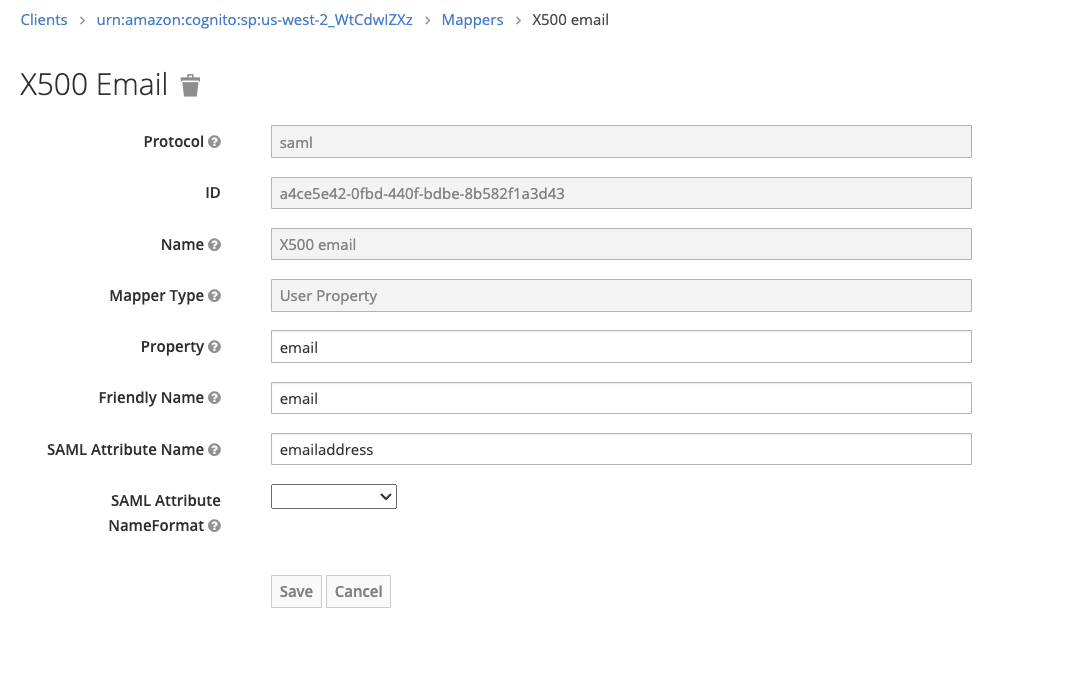 Clients > urn:amazon:cognito:sp:us-west-2_WtCdwIZXz > Mappers > X500 email
X500 Email
Protocol
saml
ID
a4ce5e42-0fbd-440f-bdbe-8b582f1a3d43
Name
X500 email
Mapper Type
User Property
Property
email
Friendly Name
email
SAML Attribute Name
emailaddress
SAML Attribute
NameFormat
Save Cancel